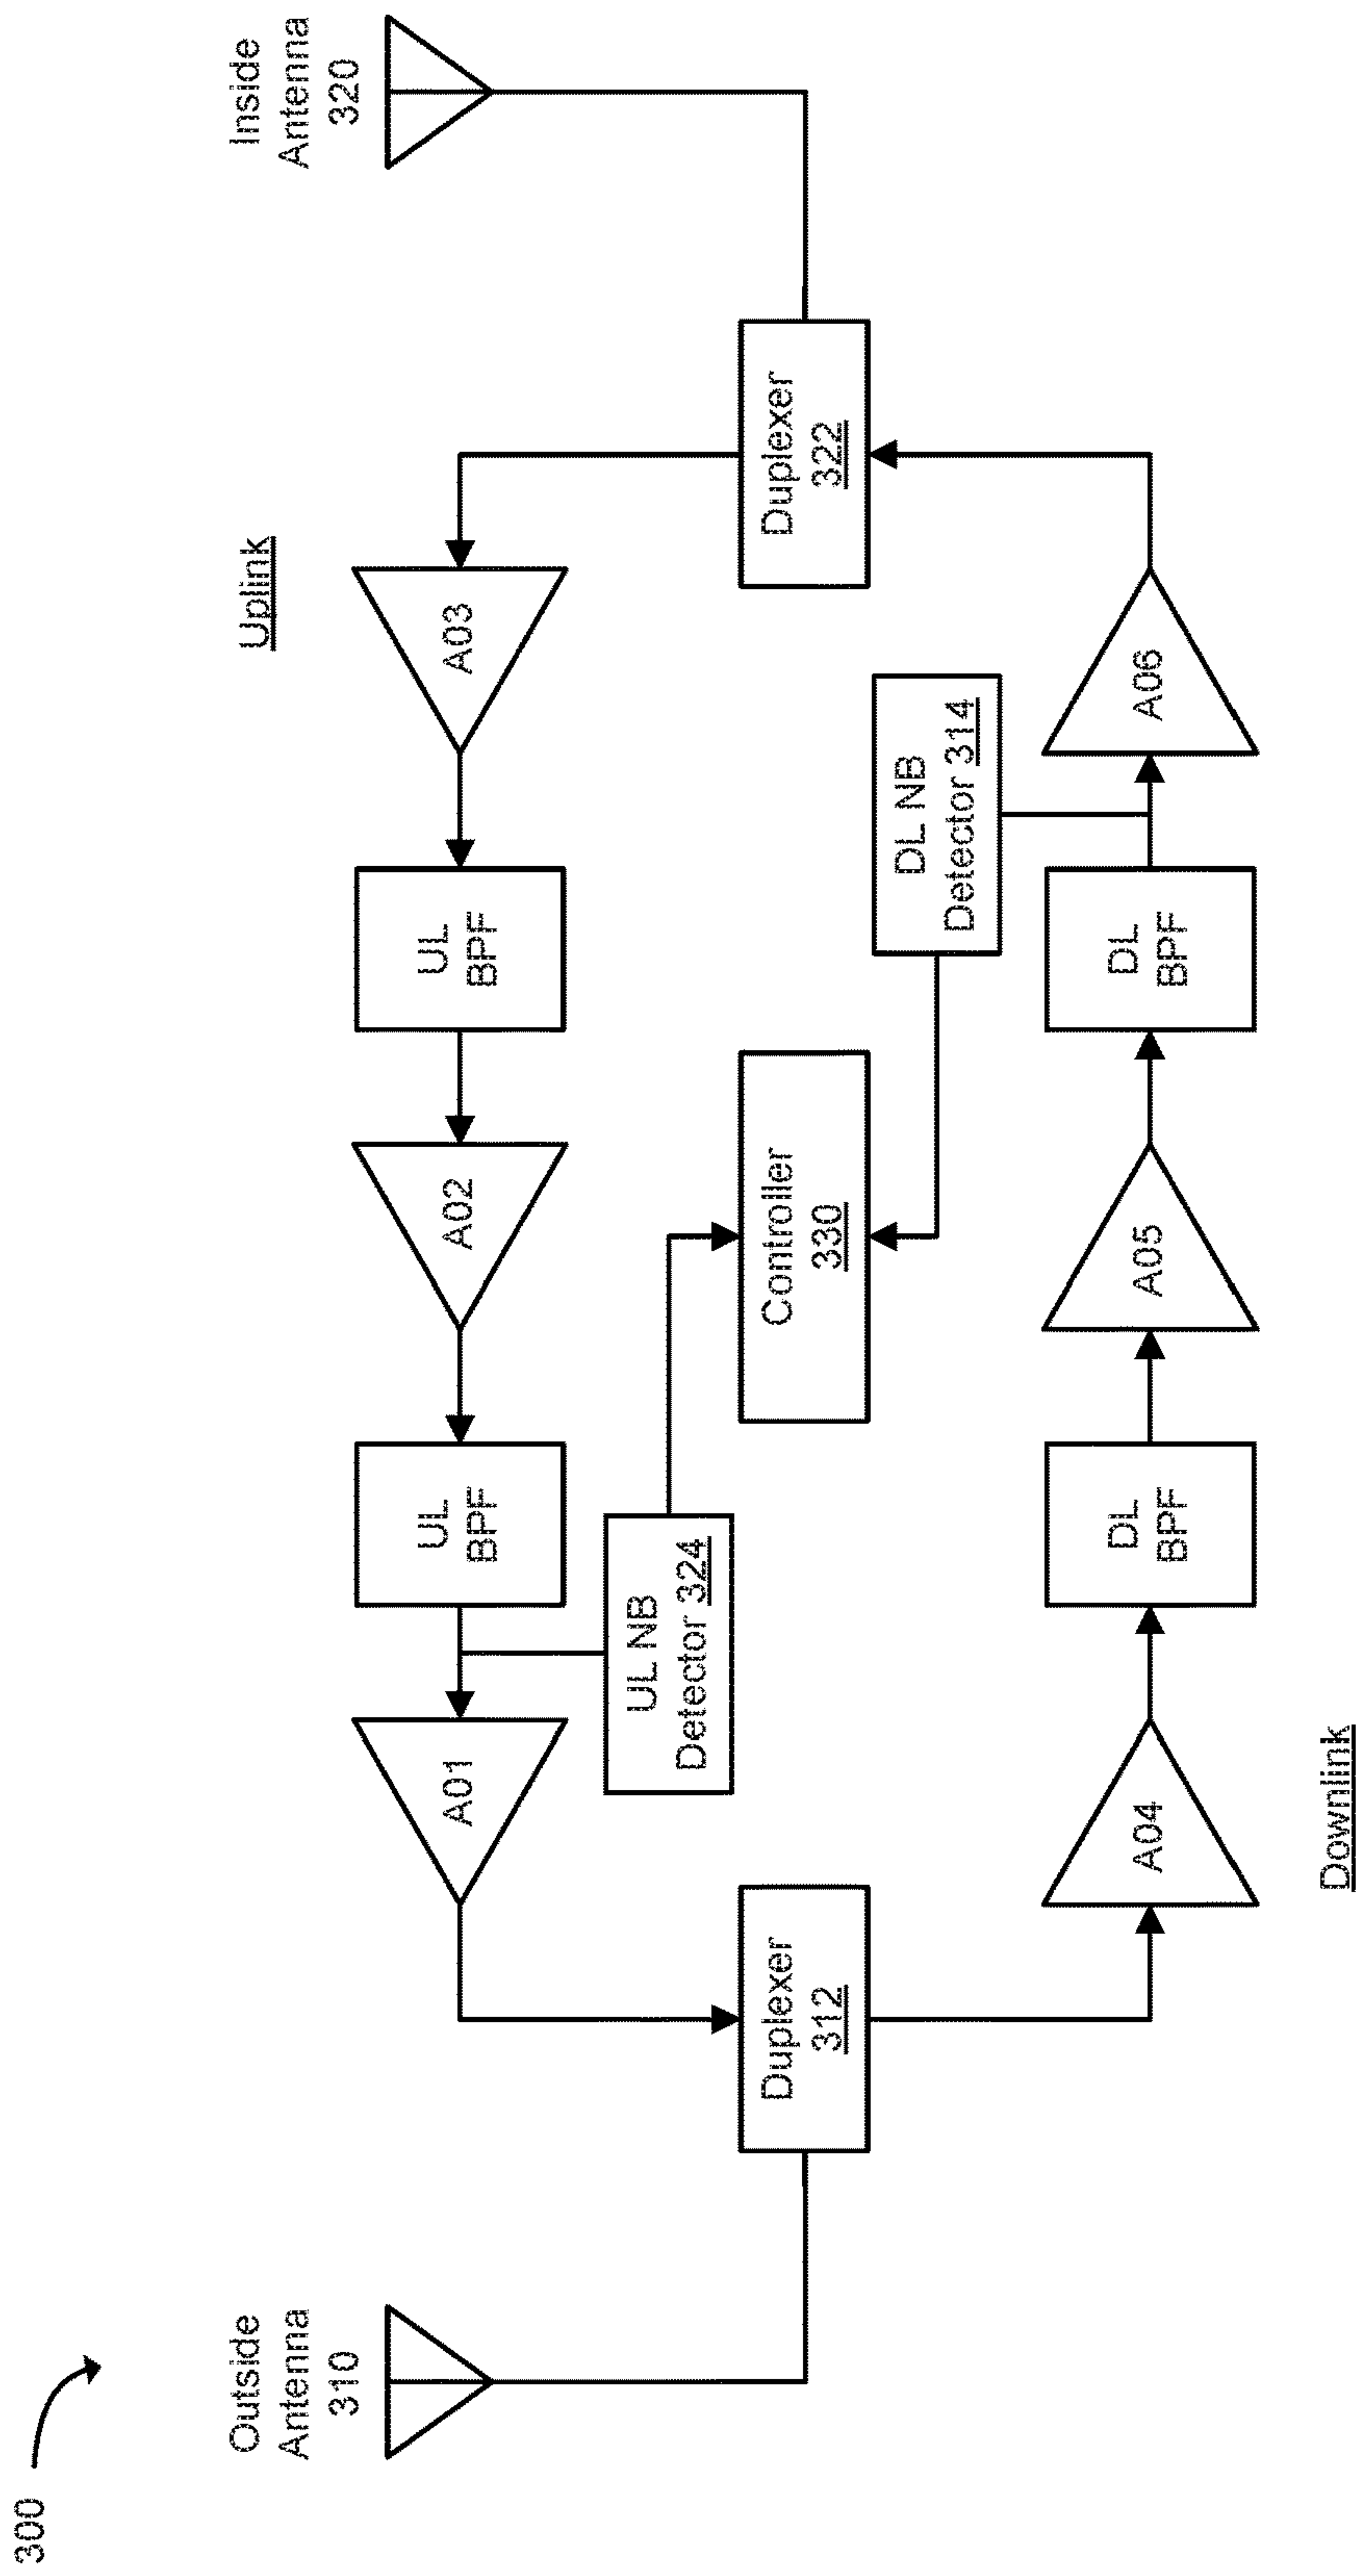 300
Outside
Antenna
310
Inside
Antenna
320
Uplink
A01
UL
BPF
A02
UL
BPF
A03
UL NB
Detector 324
Duplexer
312
Controller
330
Duplexer
322
DL NB
Detector 314
A04
DL
BPF
A05
DL
BPF
A06
Downlink